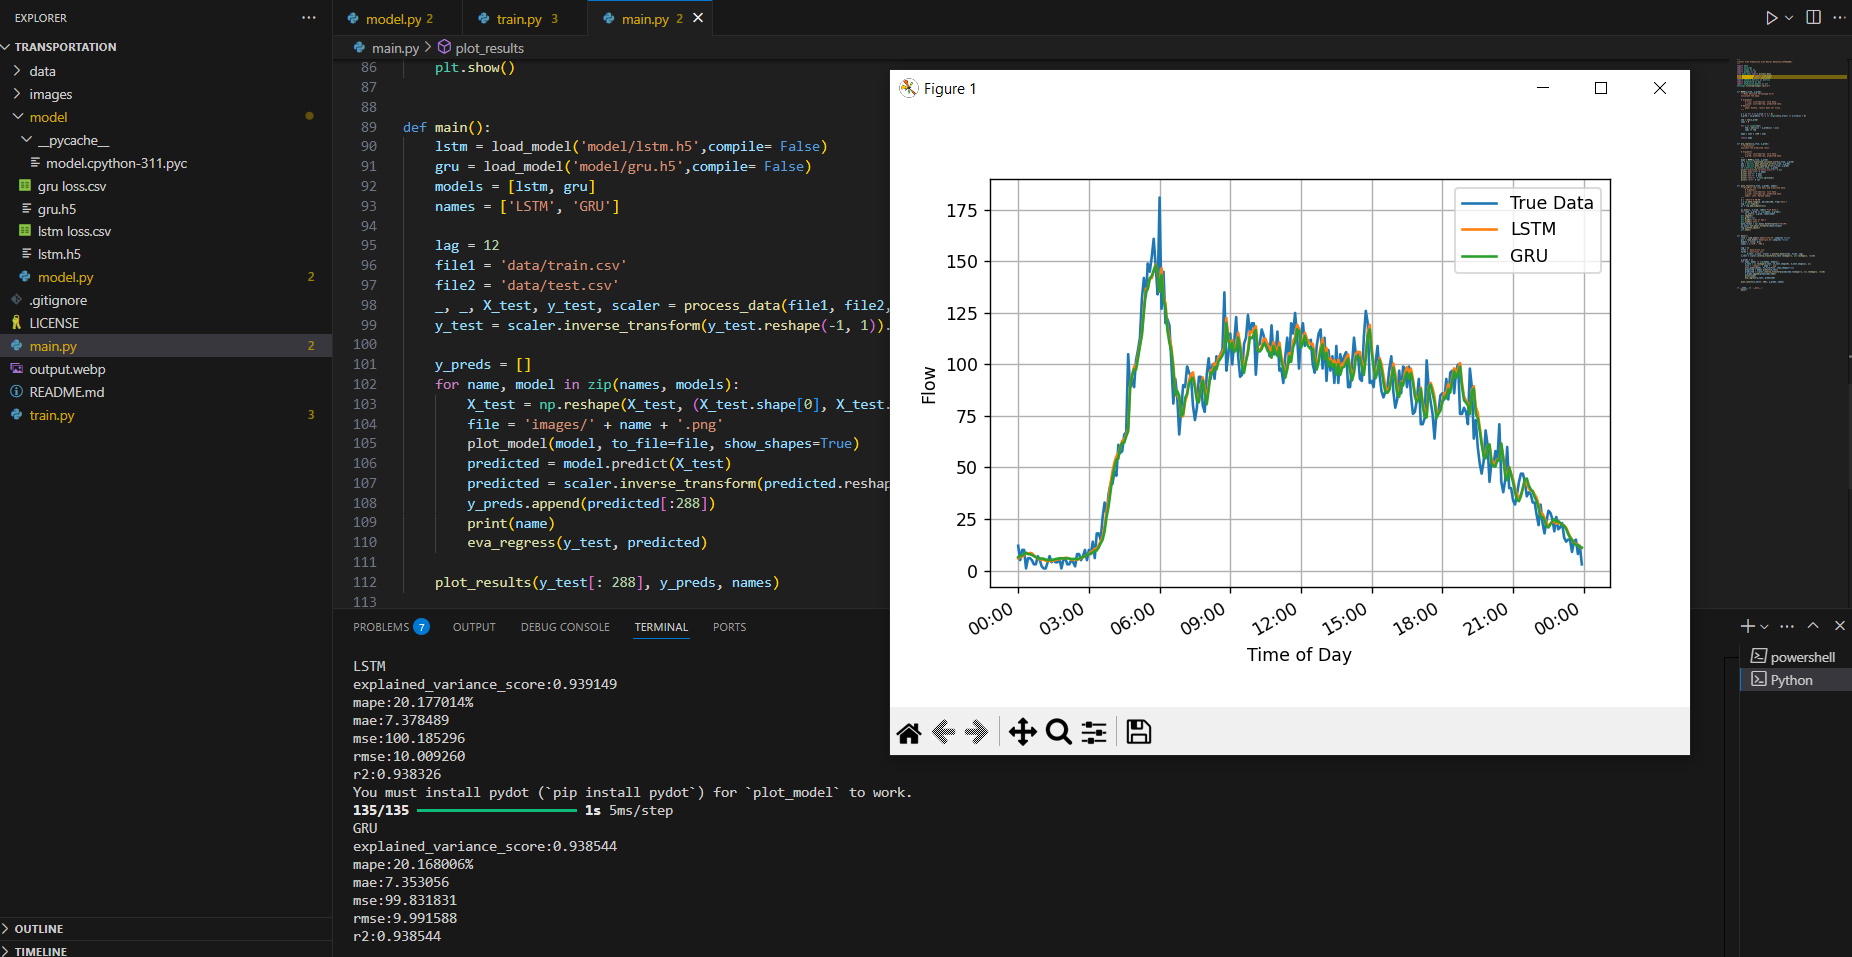 EXPLORER
TRANSPORTATION
data
images
model
__pycache__
model.cpython-311.pyc
gru loss.csv
gru.h5
lstm loss.csv
lstm.h5
model.py 2
.gitignore
LICENSE
main.py 2
output.webp
README.md
train.py 3
OUTLINE
TIMELINE
model.py 2 train.py 3 main.py 2
main.py > plot_results
86 plt.show()
87
88
89 def main():
90 lstm = load_model('model/lstm.h5',compile= False)
91 gru = load_model('model/gru.h5',compile= False)
92 models = [lstm, gru]
93 names = ['LSTM', 'GRU']
94
95 lag = 12
96 file1 = 'data/train.csv'
97 file2 = 'data/test.csv'
98 _, _, X_test, y_test, scaler = process_data(file1, file2,
99 y_test = scaler.inverse_transform(y_test.reshape(-1, 1)).
100
101 y_preds = []
102 for name, model in zip(names, models):
103 X_test = np.reshape(X_test, (X_test.shape[0], X_test.
104 file = 'images/' + name + '.png'
105 plot_model(model, to_file=file, show_shapes=True)
106 predicted = model.predict(X_test)
107 predicted = scaler.inverse_transform(predicted.reshap
108 y_preds.append(predicted[:288])
109 print(name)
110 eva_regress(y_test, predicted)
111
112 plot_results(y_test[: 288], y_preds, names)
113
Figure 1
True Data
LSTM
GRU
175
150
125
100
75
50
25
0
Flow
00:00 03:00 06:00 09:00 12:00 15:00 18:00 21:00 00:00
Time of Day
PROBLEMS 7 OUTPUT DEBUG CONSOLE TERMINAL PORTS
LSTM
explained_variance_score:0.939149
mape:20.177014%
mae:7.378489
mse:100.185296
rmse:10.009260
r2:0.938326
You must install pydot (`pip install pydot`) for `plot_model` to work.
135/135 1s 5ms/step
GRU
explained_variance_score:0.938544
mape:20.168006%
mae:7.353056
mse:99.831831
rmse:9.991588
r2:0.938544
powershell
Python